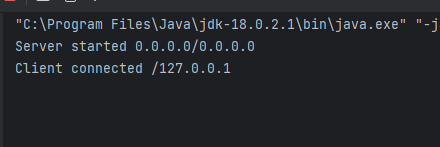 "C:\Program Files\Java\jdk-18.0.2.1\bin\java.exe" "-j
Server started 0.0.0.0/0.0.0.0
Client connected /127.0.0.1